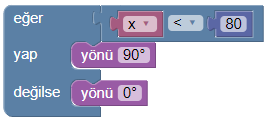 eğer x < 80
yap yönü 90°
değilse yönü 0°